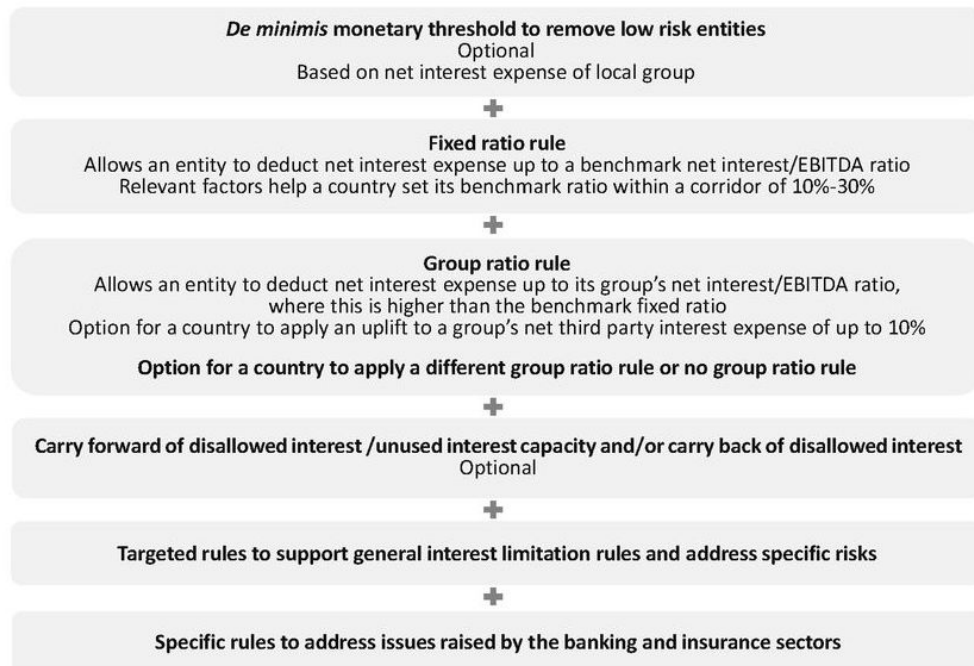 De minimis monetary threshold to remove low risk entities
Optional
Based on net interest expense of local group
+
Fixed ratio rule
Allows an entity to deduct net interest expense up to a benchmark net interest/EBITDA ratio
Relevant factors help a country set its benchmark ratio within a corridor of 10%-30%
+
Group ratio rule
Allows an entity to deduct net interest expense up to its group's net interest/EBITDA ratio,
where this is higher than the benchmark fixed ratio
Option for a country to apply an uplift to a group's net third party interest expense of up to 10%
Option for a country to apply a different group ratio rule or no group ratio rule
+
Carry forward of disallowed interest /unused interest capacity and/or carry back of disallowed interest
Optional
+
Targeted rules to support general interest limitation rules and address specific risks
+
Specific rules to address issues raised by the banking and insurance sectors